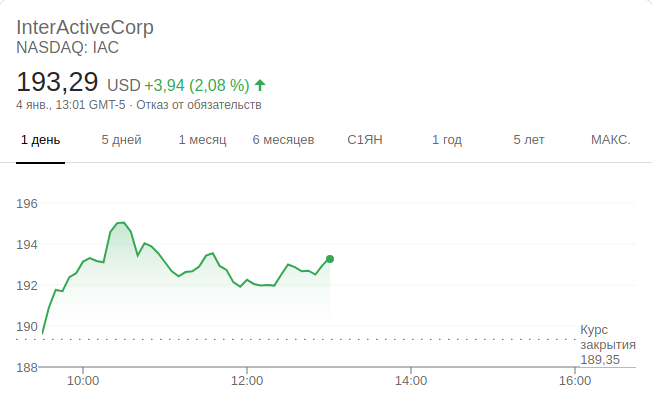 InterActiveCorp
NASDAQ: IAC
193,29 USD +3,94 (2,08 %)
4 янв., 13:01 GMT-5 · Отказ от обязательств
1 день 5 дней 1 месяц 6 месяцев С1ЯН 1 год 5 лет МАКС.
196
194
192
190
Курс
закрытия
189,35
188
10:00 12:00 14:00 16:00